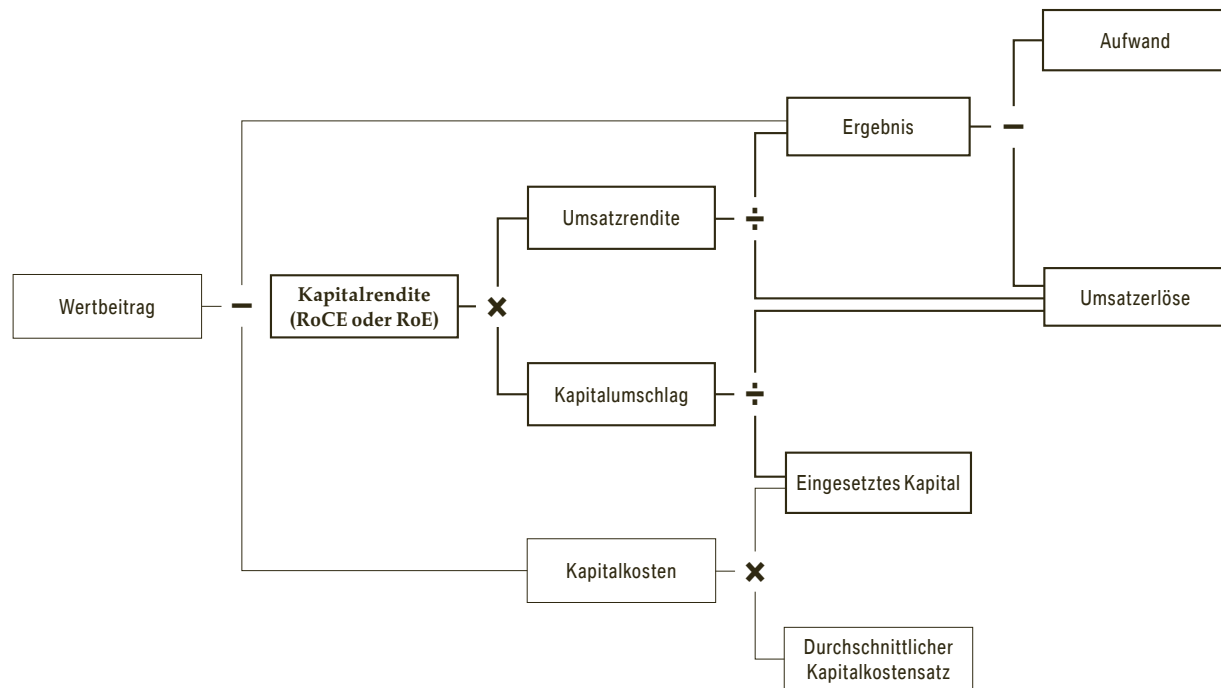 Aufwand
Ergebnis
−
÷
Umsatzrendite
Wertbeitrag
−
Kapitalrendite
(RoCE oder RoE)
×
Umsatzerlöse
Kapitalumschlag
÷
Eingesetztes Kapital
Kapitalkosten
×
Durchschnittlicher
Kapitalkostensatz